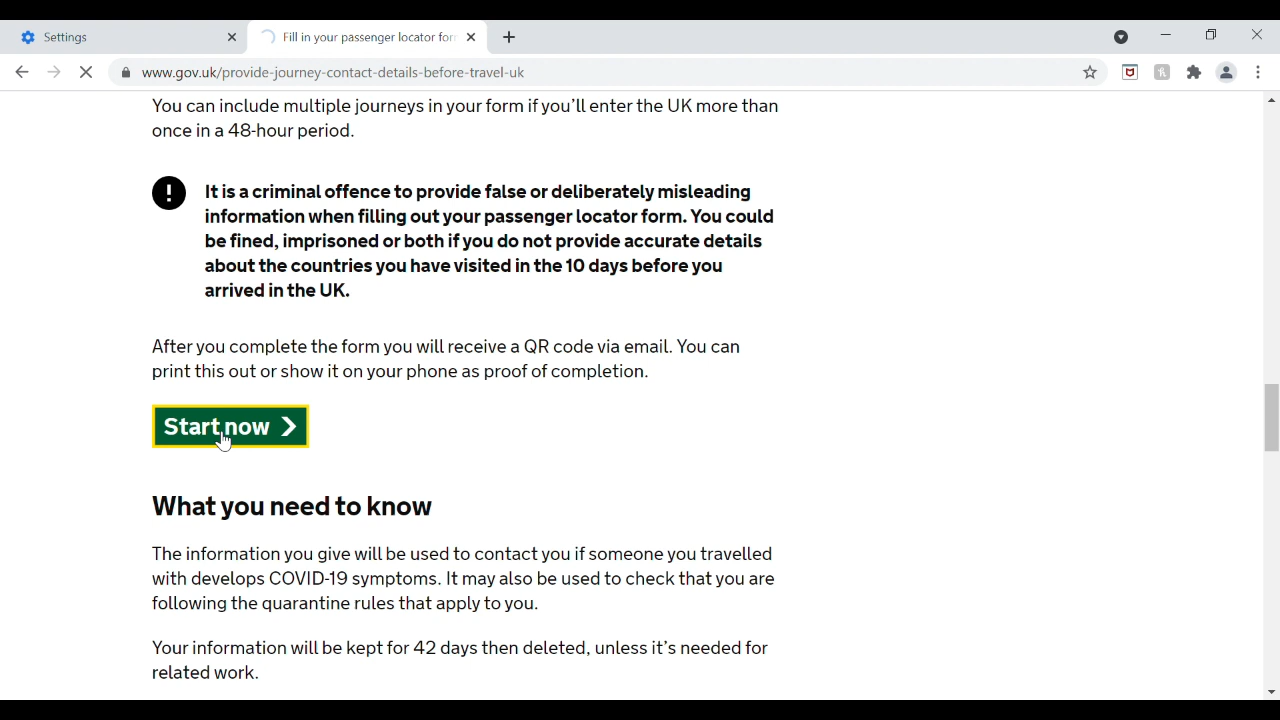 Settings
Fill in your passenger locator for
www.gov.uk/provide-journey-contact-details-before-travel-uk
You can include multiple journeys in your form if you'll enter the UK more than
once in a 48-hour period.
It is a criminal offence to provide false or deliberately misleading
information when filling out your passenger locator form. You could
be fined, imprisoned or both if you do not provide accurate details
about the countries you have visited in the 10 days before you
arrived in the UK.
After you complete the form you will receive a QR code via email. You can
print this out or show it on your phone as proof of completion.
Start now
What you need to know
The information you give will be used to contact you if someone you travelled
with develops COVID-19 symptoms. It may also be used to check that you are
following the quarantine rules that apply to you.
Your information will be kept for 42 days then deleted, unless it's needed for
related work.